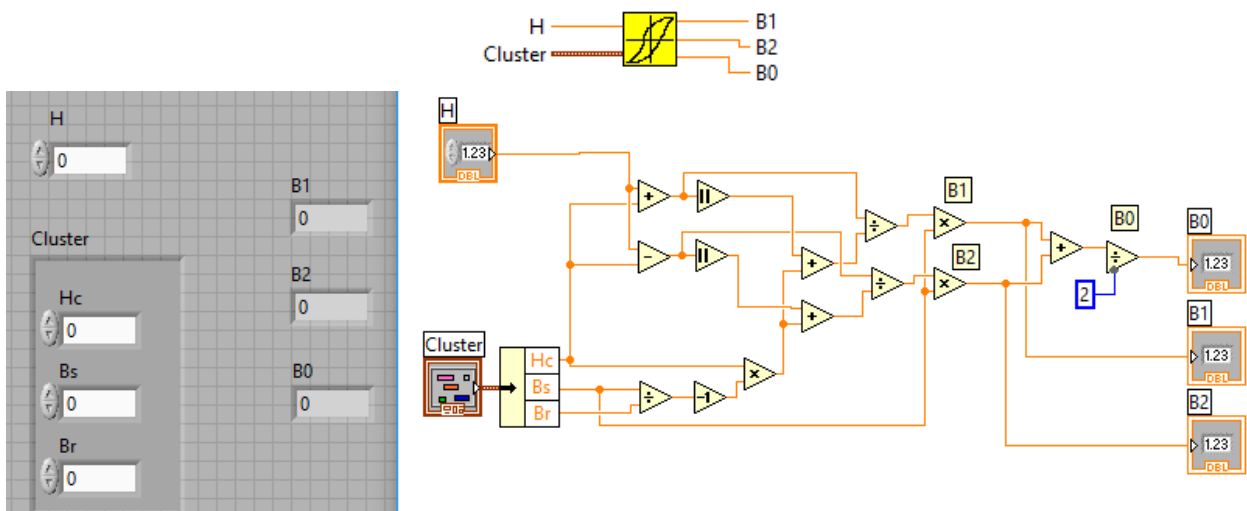 H
B1
Cluster
B2
B0
H
0
B1
0
Cluster
B2
Hc
0
0
Bs
0
B0
0
Br
0
H
1.23
DBL
+
||
÷
×
B1
-
||
+
÷
×
B2
+
+
÷
B0
2
Cluster
Hc
Bs
Br
÷
-1
×
B0
1.23
DBL
B1
1.23
DBL
B2
1.23
DBL